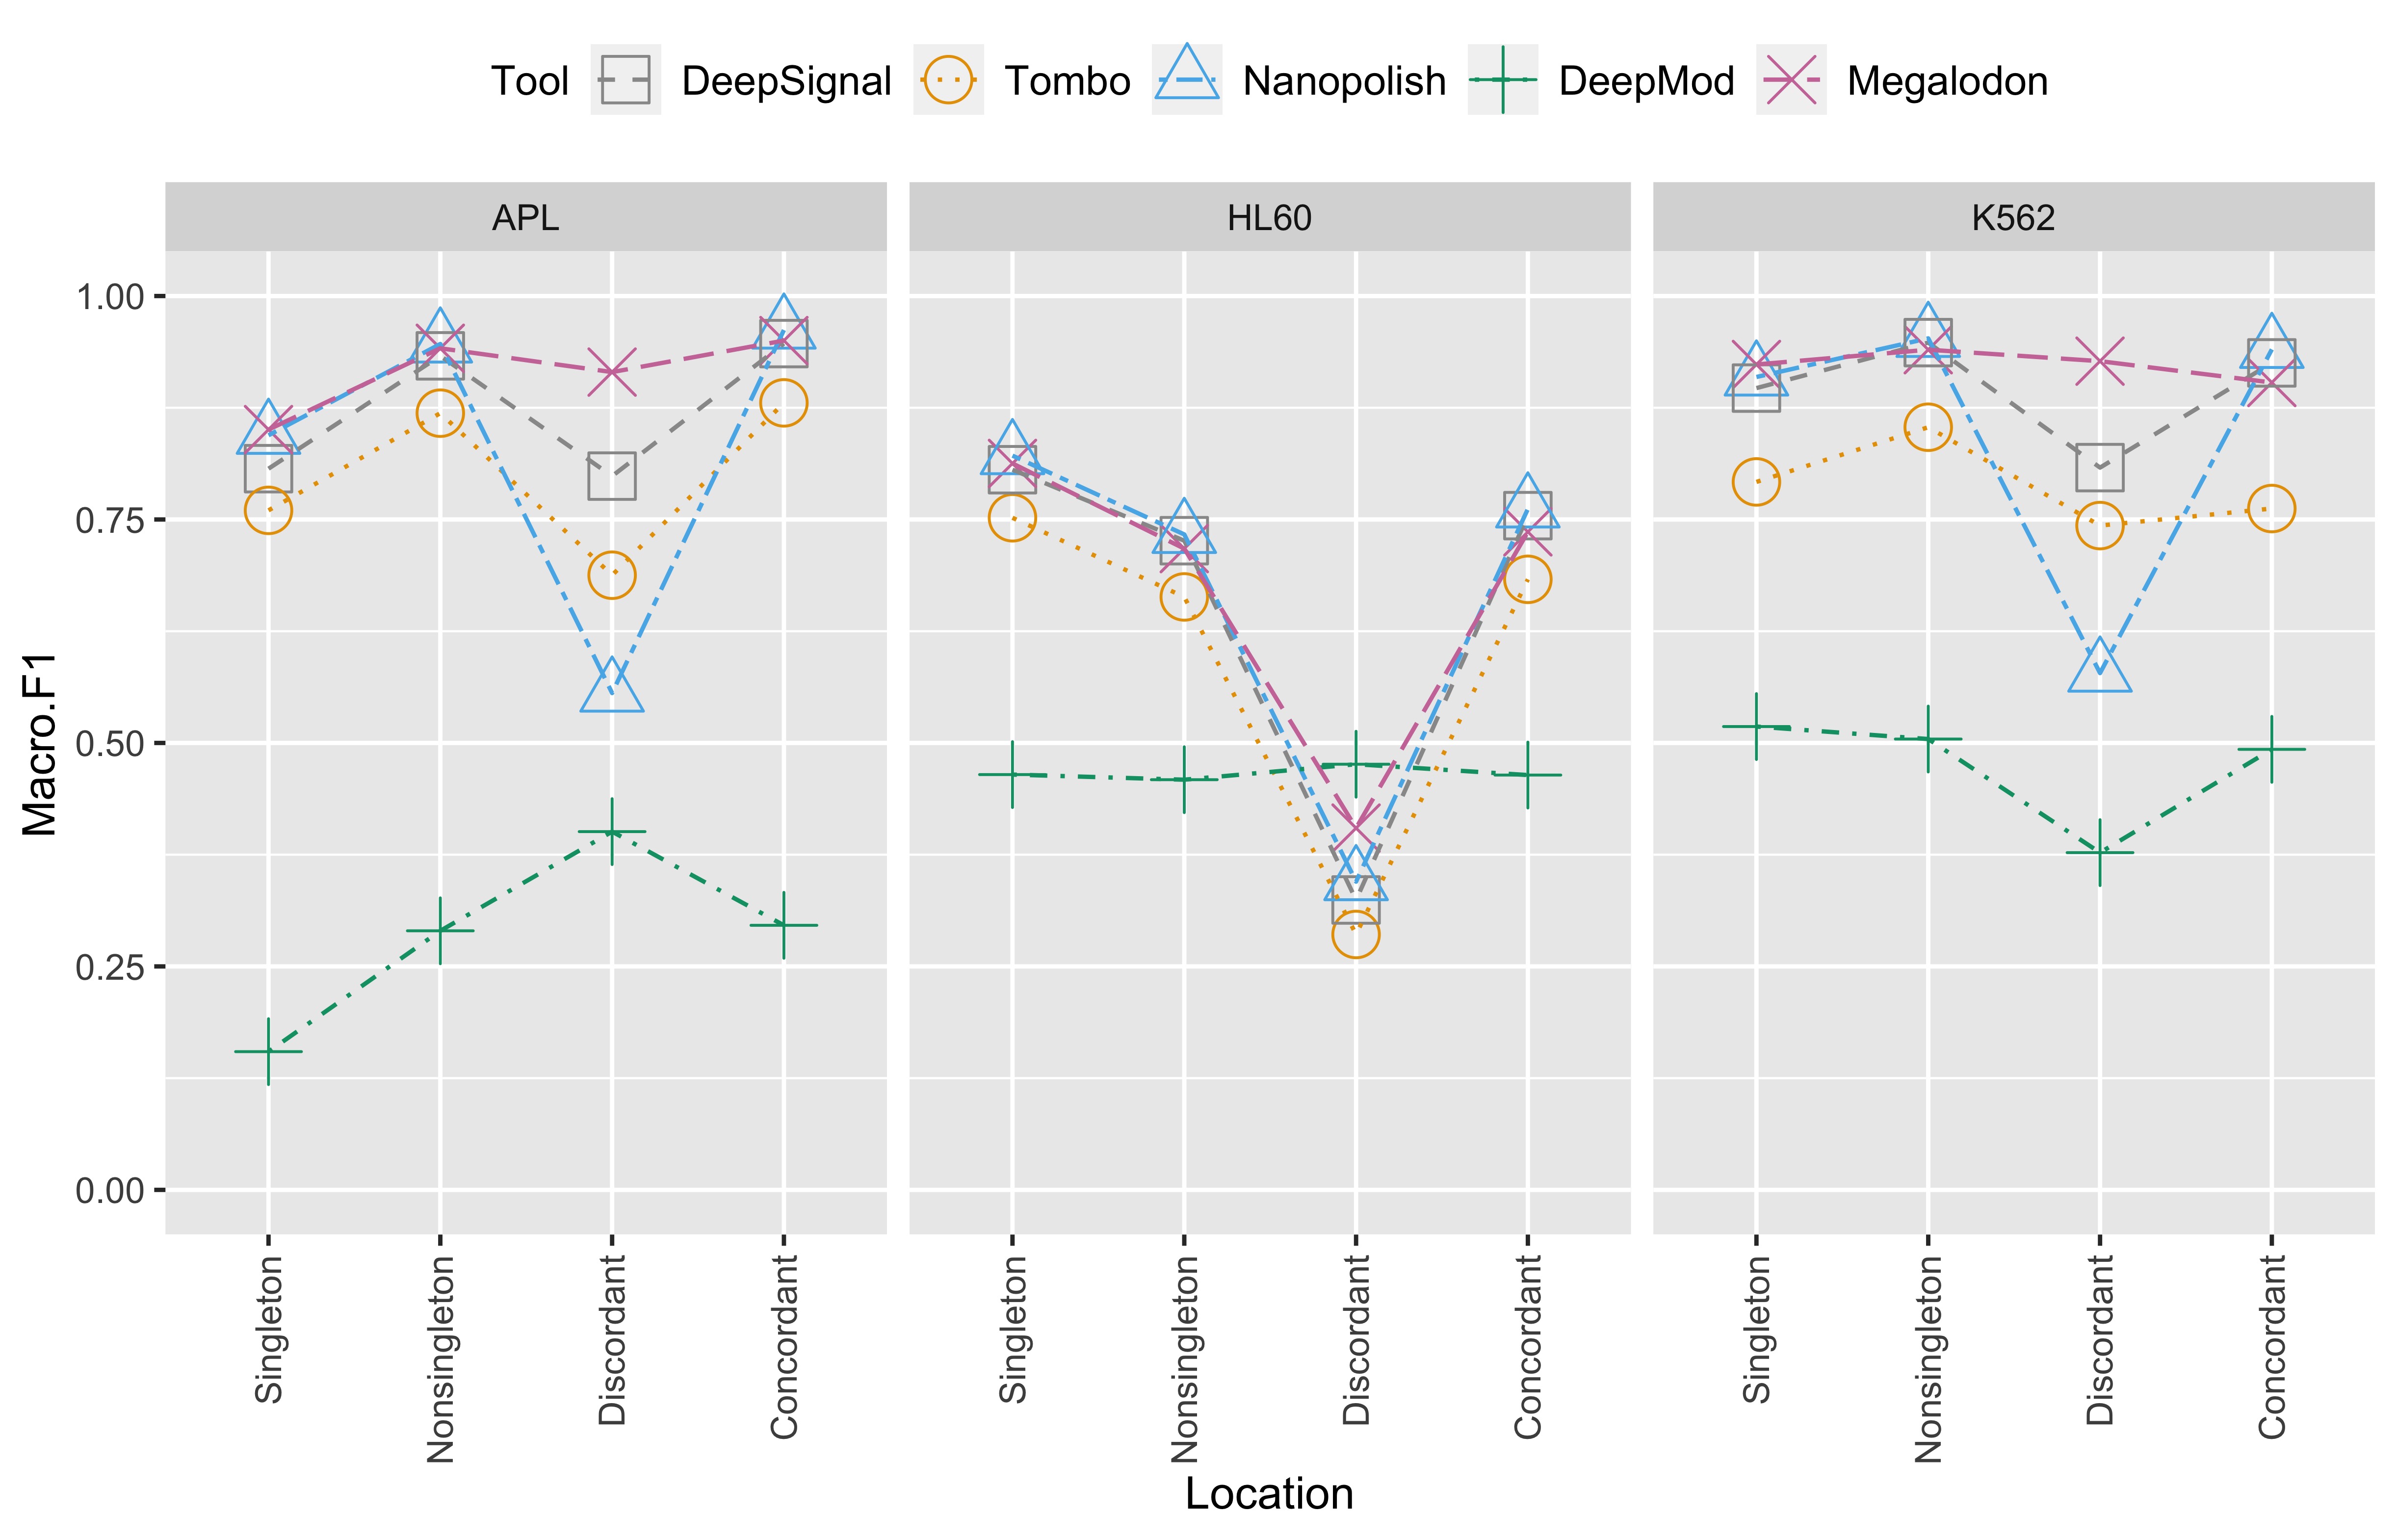 Tool DeepSignal Tombo Nanopolish DeepMod Megalodon
APL HL60 K562
Macro.F1
1.00
0.75
0.50
0.25
0.00
Singleton Nonsingleton Discordant Concordant Singleton Nonsingleton Discordant Concordant Singleton Nonsingleton Discordant Concordant
Location